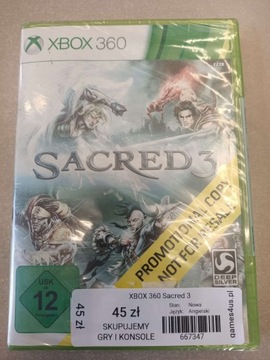 XBOX 360
SACRED 3
PROMOTIONAL COPY
NOT FOR RESALE
USK
12
DEEP
SILVER
45 zł
XBOX 360 Sacred 3
45 zł
Stan: Nowa
Język: Angielski
SKUPUJEMY
GRY I KONSOLE
667347
games4us.pl